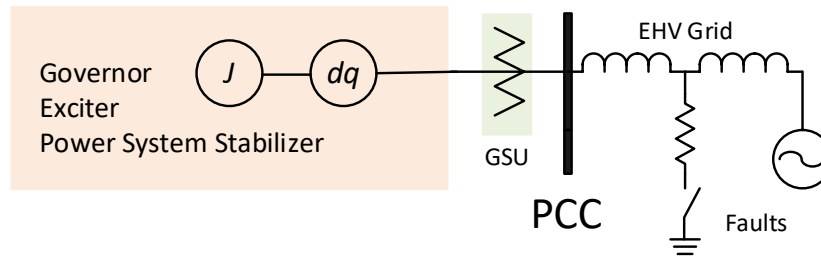 EHV Grid
Governor
J
dq
Exciter
Power System Stabilizer
GSU
PCC
Faults